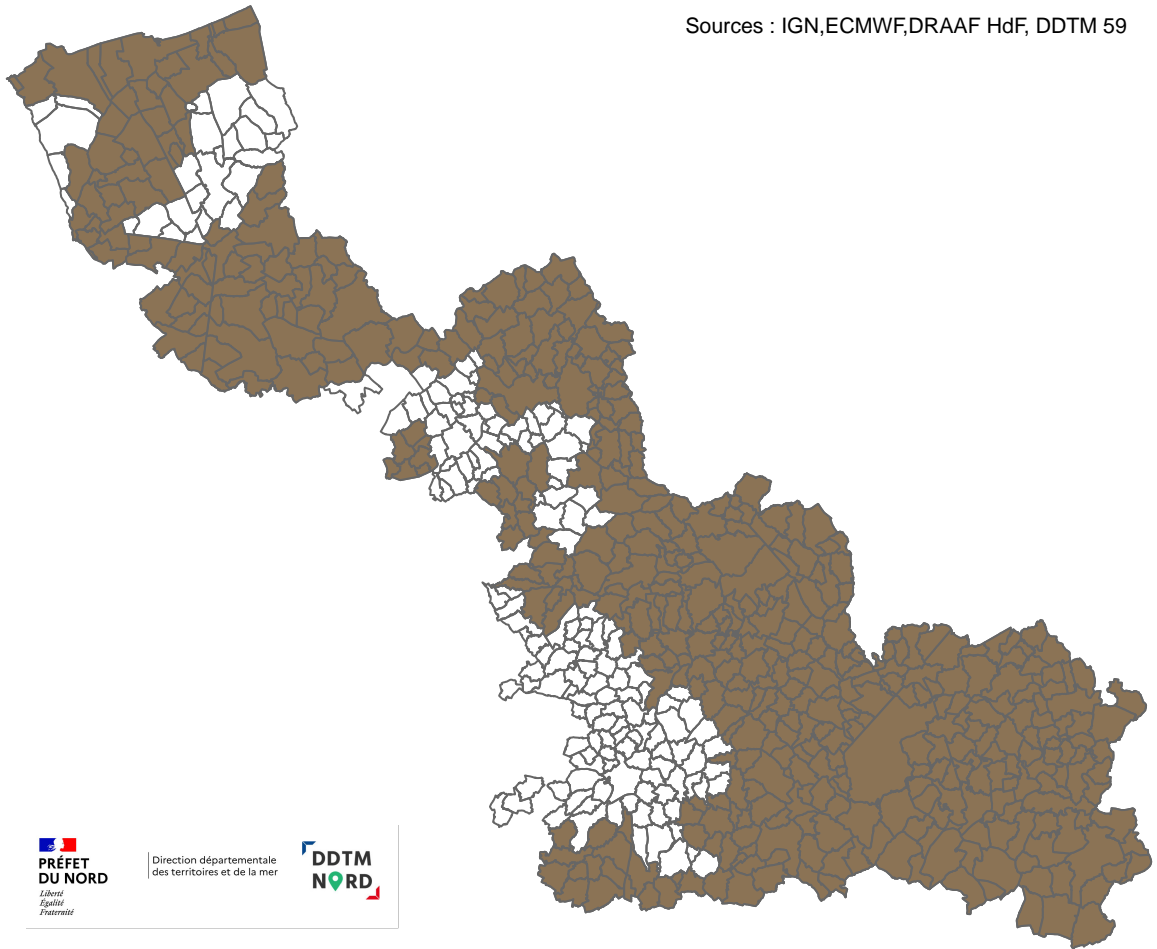 Sources : IGN,ECMWF,DRAAF HdF, DDTM 59
PRÉFET
DU NORD
Liberté
Égalité
Fraternité
Direction départementale
des territoires et de la mer
DDTM
NORD